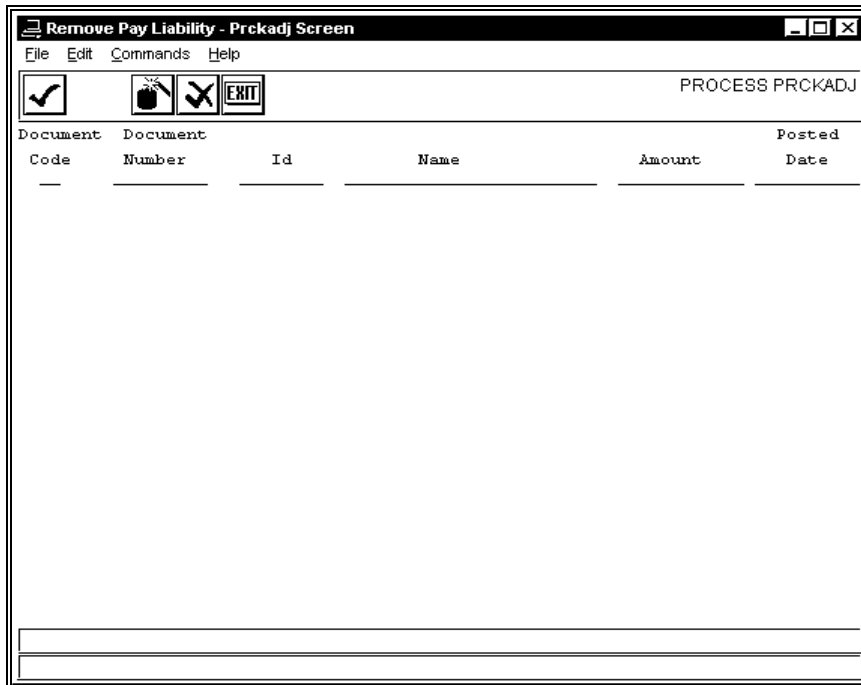 Remove Pay Liability - Prckadj Screen
File Edit Commands Help
EXIT PROCESS PRCKADJ
Document Document Posted
Code Number Id Name Amount Date